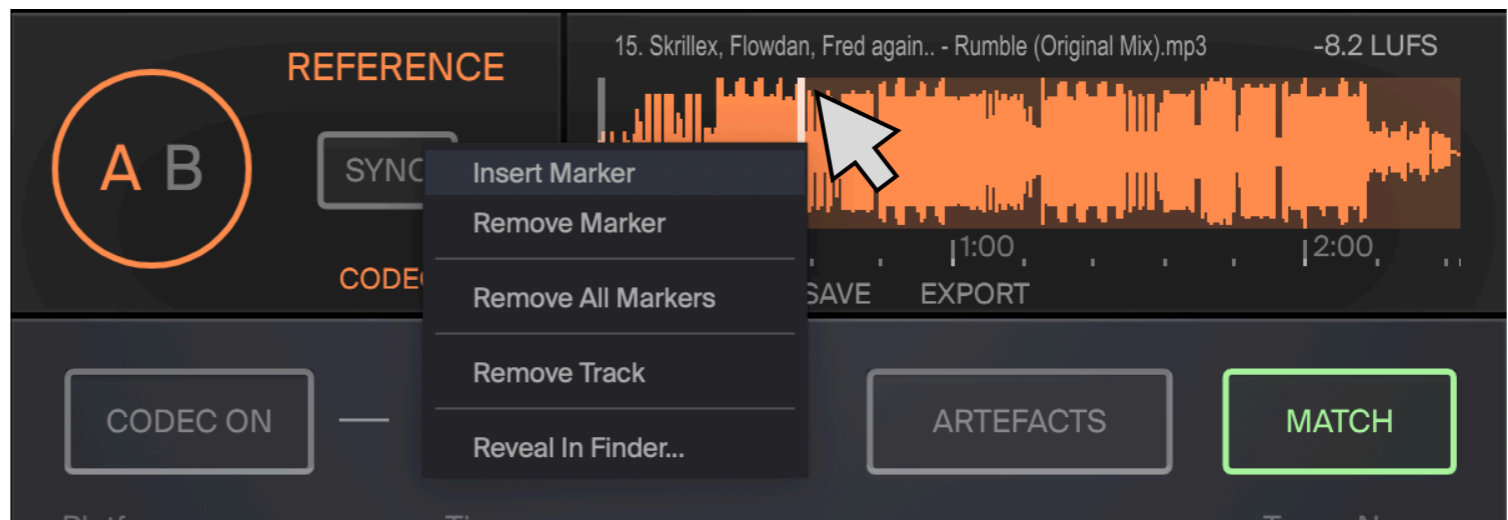 REFERENCE
15. Skrillex, Flowdan, Fred again.. - Rumble (Original Mix).mp3
-8.2 LUFS
A B
SYNC
Insert Marker
Remove Marker
Remove All Markers
Remove Track
Reveal In Finder...
1:00
2:00
CODEC
SAVE
EXPORT
CODEC ON
ARTEFACTS
MATCH